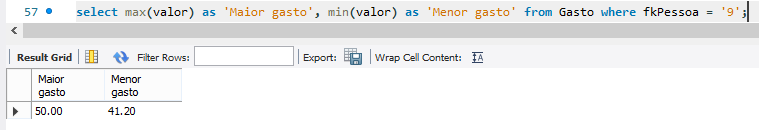 57 select max(valor) as 'Maior gasto', min(valor) as 'Menor gasto' from Gasto where fkPessoa = '9';
Result Grid Filter Rows: Export: Wrap Cell Content:
Maior gasto Menor gasto
50.00 41.20